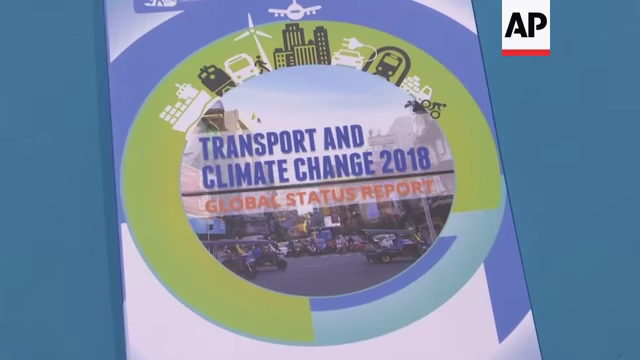 AP
TRANSPORT AND
CLIMATE CHANGE 2018
GLOBAL STATUS REPORT